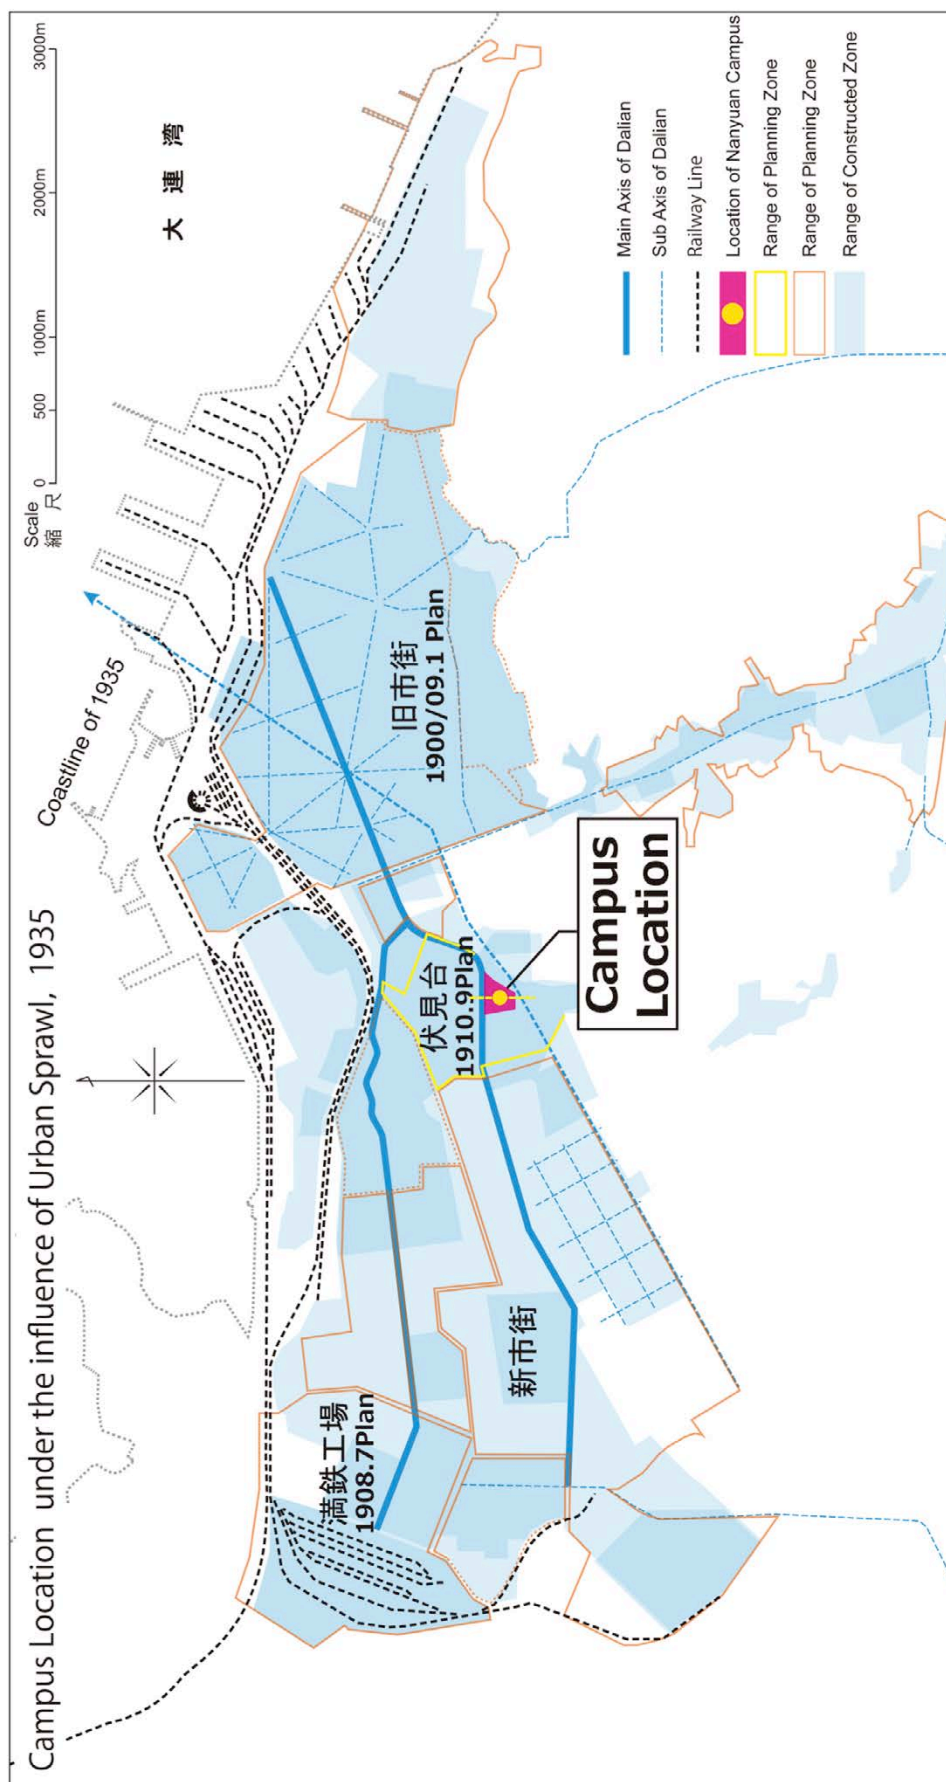 Campus Location under the influence of Urban Sprawl, 1935
Coastline of 1935
Scale
縮 尺
0 500 1000m 2000m 3000m
大 連 湾
満鉄工場
1908.7Plan
新市街
伏見台
1910.9Plan
旧市街
1900/09.1 Plan
Campus
Location
Main Axis of Dalian
Sub Axis of Dalian
Railway Line
Location of Nanyuan Campus
Range of Planning Zone
Range of Planning Zone
Range of Constructed Zone